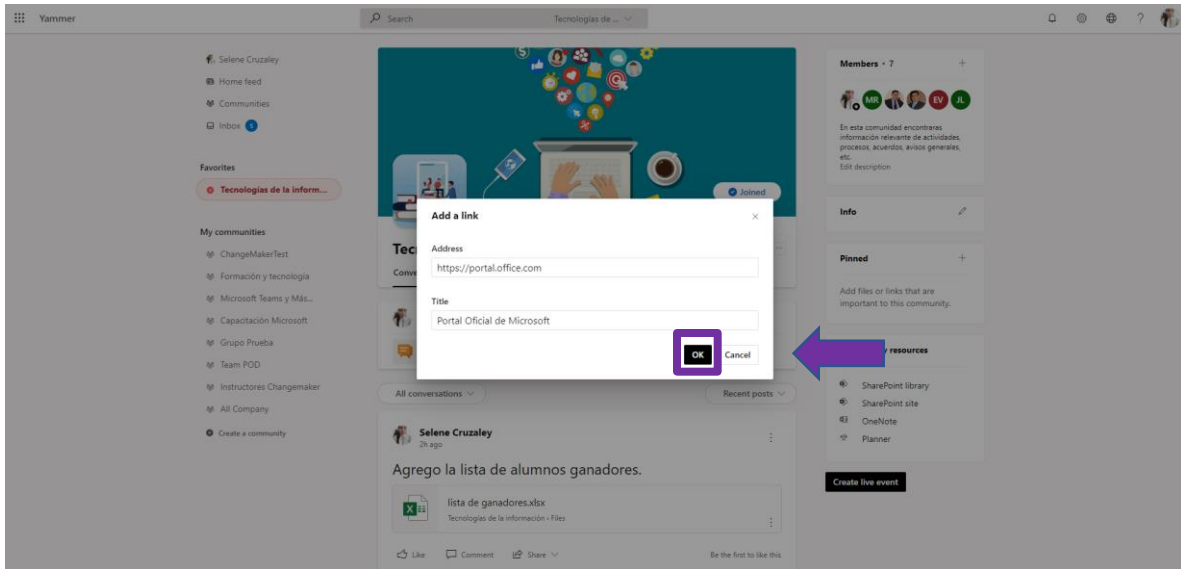 Yammer
Search
Tecnologías de ...
Selene Cruzaley
Home feed
Communities
Inbox
Favorites
Tecnologías de la inform...
My communities
ChangeMakerTest
Formación y tecnología
Microsoft Teams y Más...
Capacitación Microsoft
Grupo Prueba
Team POD
Instructores Changemaker
All Company
Create a community
Joined
Tec
Conve
Add a link
Address
https://portal.office.com
Title
Portal Oficial de Microsoft
OK
Cancel
All conversations
Recent posts
Selene Cruzaley
2h ago
Agrego la lista de alumnos ganadores.
lista de ganadores.xlsx
Tecnologías de la información • Files
Like
Comment
Share
Be the first to like this
Members • 7
MR
EV
JL
En esta comunidad encontraras
información relevante de actividades,
procesos, acuerdos, avisos generales,
etc.
Edit description
Info
Pinned
Add files or links that are
important to this community.
y resources
SharePoint library
SharePoint site
OneNote
Planner
Create live event